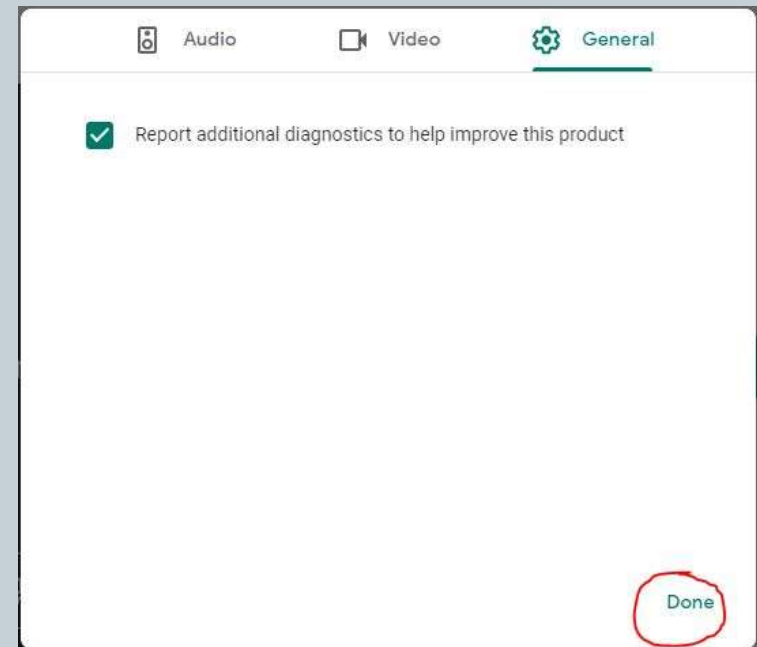 Audio Video General
Report additional diagnostics to help improve this product
Done